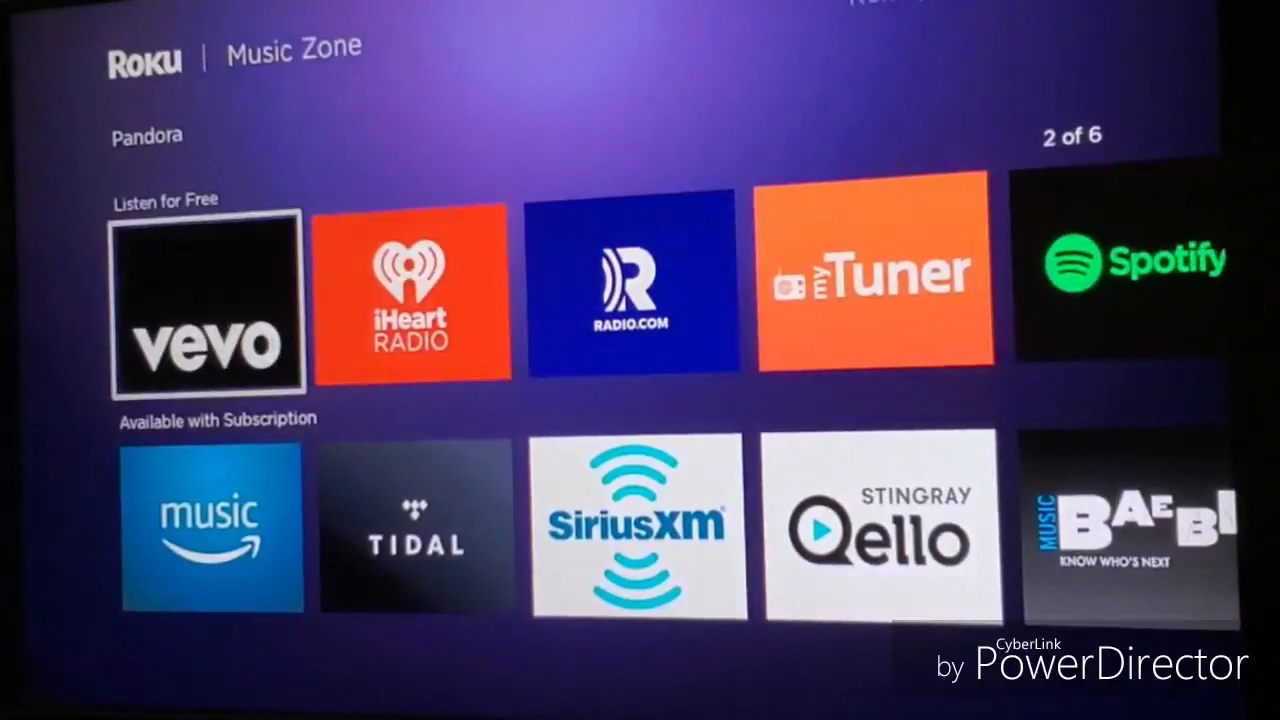 Roku | Music Zone
Pandora
2 of 6
Listen for Free
vevo
iHeart
RADIO
R
RADIO.COM
myTuner
Spotify
Available with Subscription
music
TIDAL
SiriusXM
STINGRAY
Qello
MUSIC
KNOW WHO'S NEXT
CyberLink
by PowerDirector